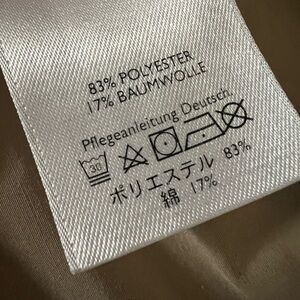 83% POLYESTER
17% BAUMWOLLE
Pflegeanleitung Deutsch.
30
ポリエステル 83%
綿 17%